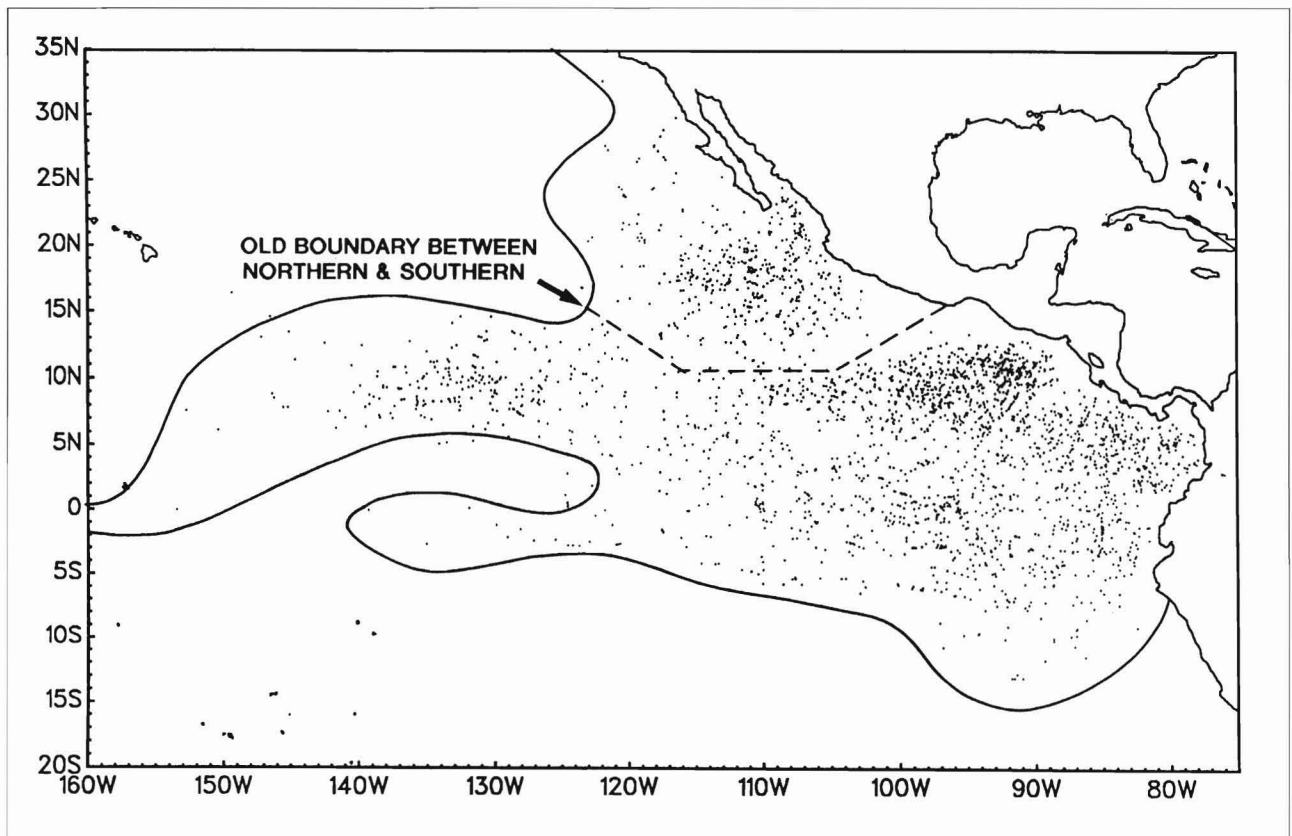 35N
30N
25N
20N
15N
10N
5N
0
5S
10S
15S
20S
OLD BOUNDARY BETWEEN
NORTHERN & SOUTHERN
160W 150W 140W 130W 120W 110W 100W 90W 80W